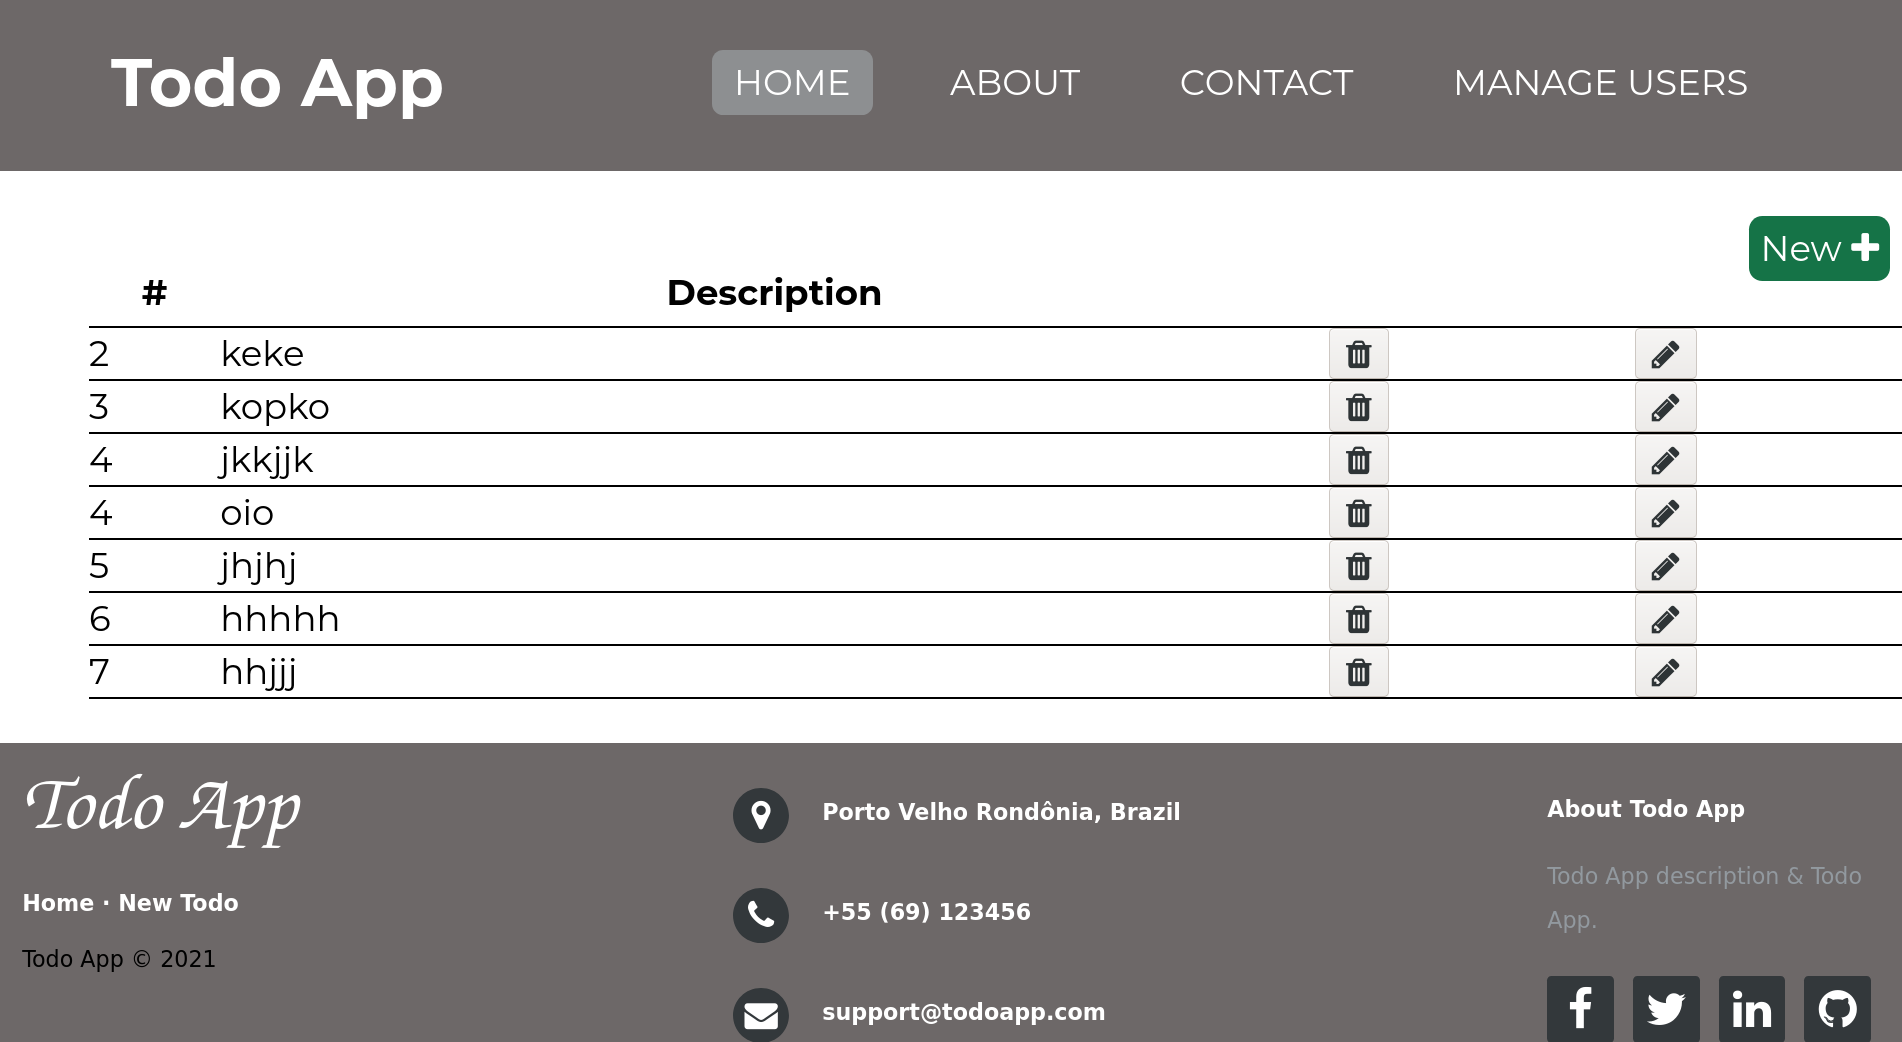 Todo App
HOME ABOUT CONTACT MANAGE USERS
New
# Description
2 keke
3 kopko
4 jkkjjk
4 oio
5 jhjhj
6 hhhhh
7 hhjjj
Todo App
Home · New Todo
Todo App © 2021
Porto Velho Rondônia, Brazil
+55 (69) 123456
support@todoapp.com
About Todo App
Todo App description & Todo
App.